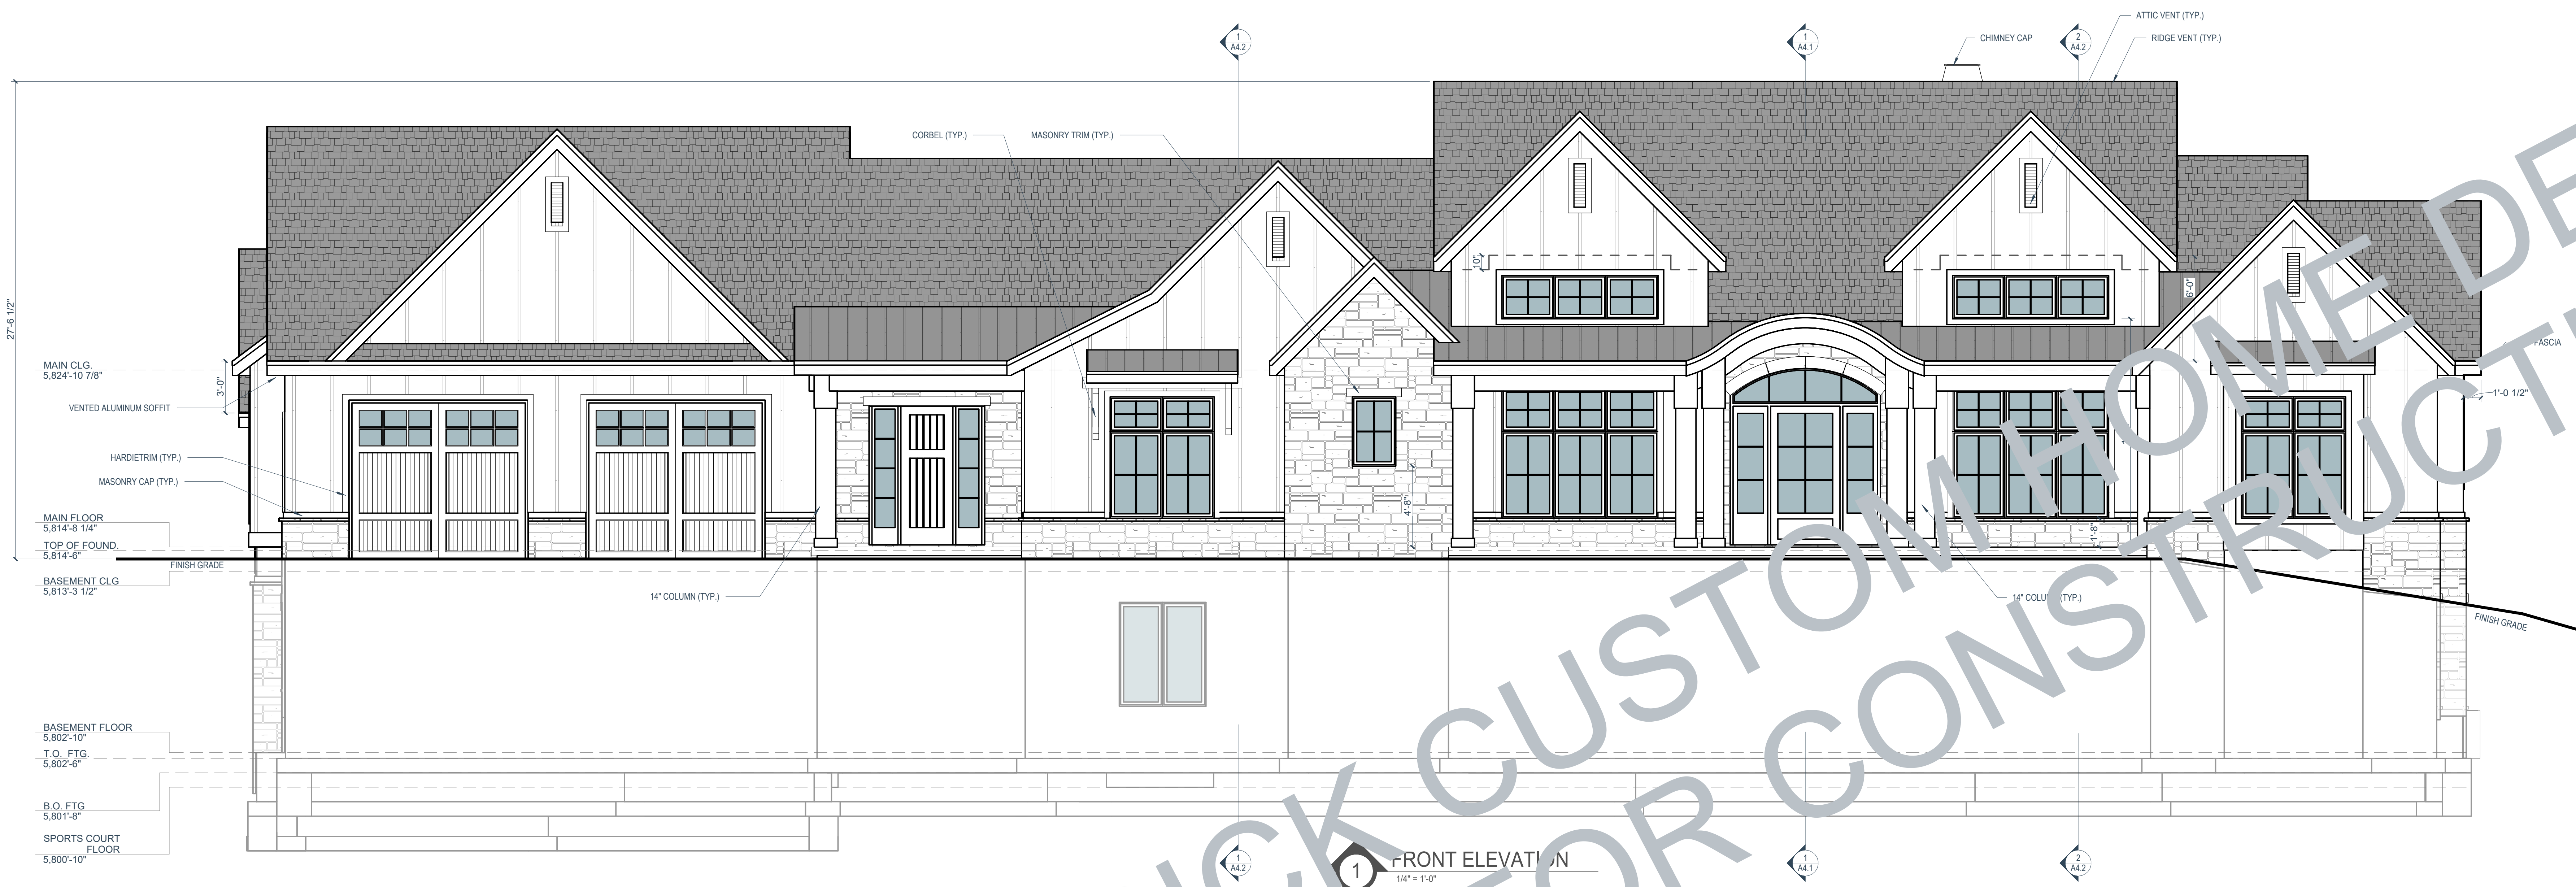 ATTIC VENT (TYP.)
1
A4.2
1
A4.1
CHIMNEY CAP
2
A4.2
RIDGE VENT (TYP.)
CORBEL (TYP.)
MASONRY TRIM (TYP.)
10"
6'-0"
27'-6 1/2"
FASCIA
MAIN CLG.
5,824'-10 7/8"
3'-0"
1'-0 1/2"
VENTED ALUMINUM SOFFIT
HARDIETRIM (TYP.)
MASONRY CAP (TYP.)
4'-8"
1'-8"
MAIN FLOOR
5,814'-8 1/4"
TOP OF FOUND.
5,814'-6"
FINISH GRADE
BASEMENT CLG
5,813'-3 1/2"
14" COLUMN (TYP.)
14" COLUMN (TYP.)
FINISH GRADE
BASEMENT FLOOR
5,802'-10"
T.O. FTG.
5,802'-6"
B.O. FTG
5,801'-8"
SPORTS COURT
FLOOR
5,800'-10"
1
A4.2
1
FRONT ELEVATION
1/4" = 1'-0"
1
A4.1
2
A4.2
CUSTOM HOME
FOR